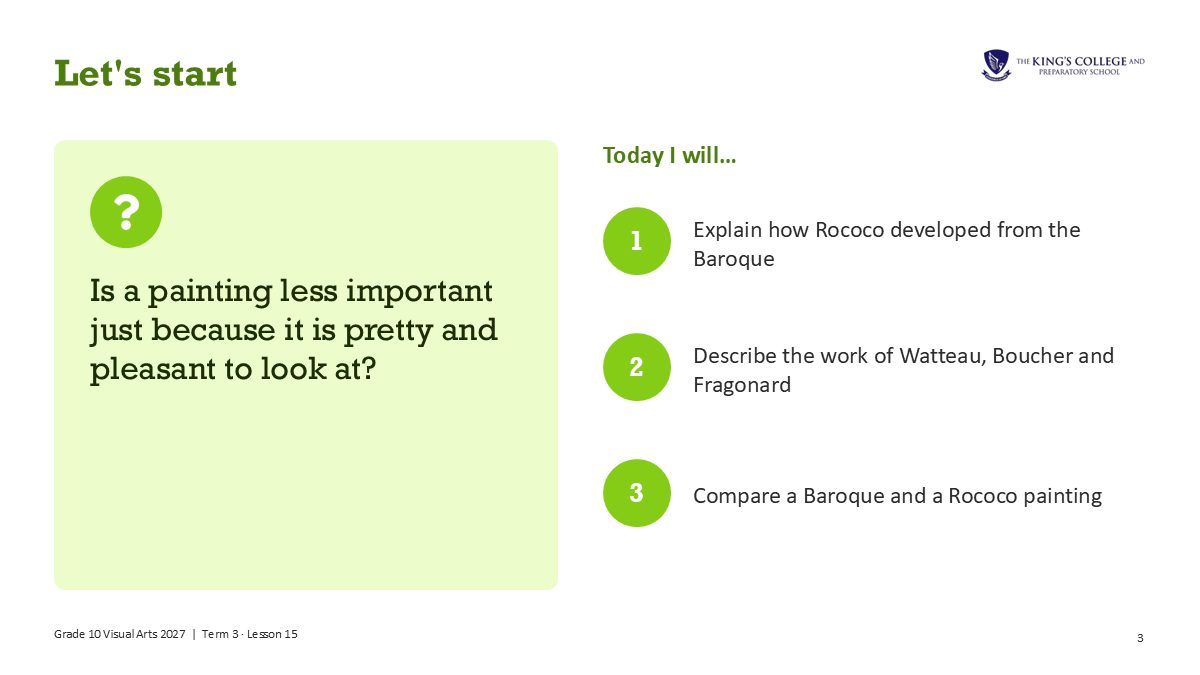 Let's start
THE KING'S COLLEGE AND
PREPARATORY SCHOOL
?
Is a painting less important
just because it is pretty and
pleasant to look at?
Today I will...
1
Explain how Rococo developed from the
Baroque
2
Describe the work of Watteau, Boucher and
Fragonard
3
Compare a Baroque and a Rococo painting
Grade 10 Visual Arts 2027 | Term 3 · Lesson 15
3